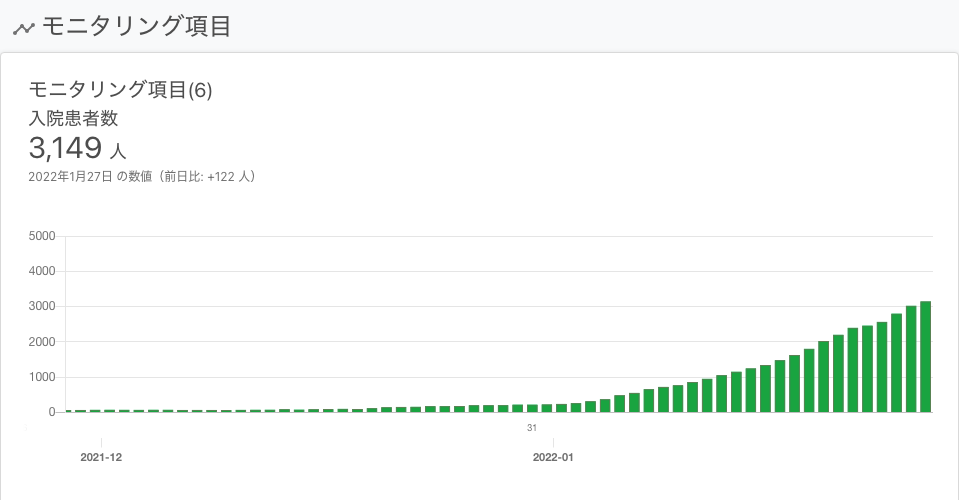 モニタリング項目
モニタリング項目(6)
入院患者数
3,149 人
2022年1月27日 の数値（前日比: +122 人）
5000
4000
3000
2000
1000
0
31
2021-12
2022-01